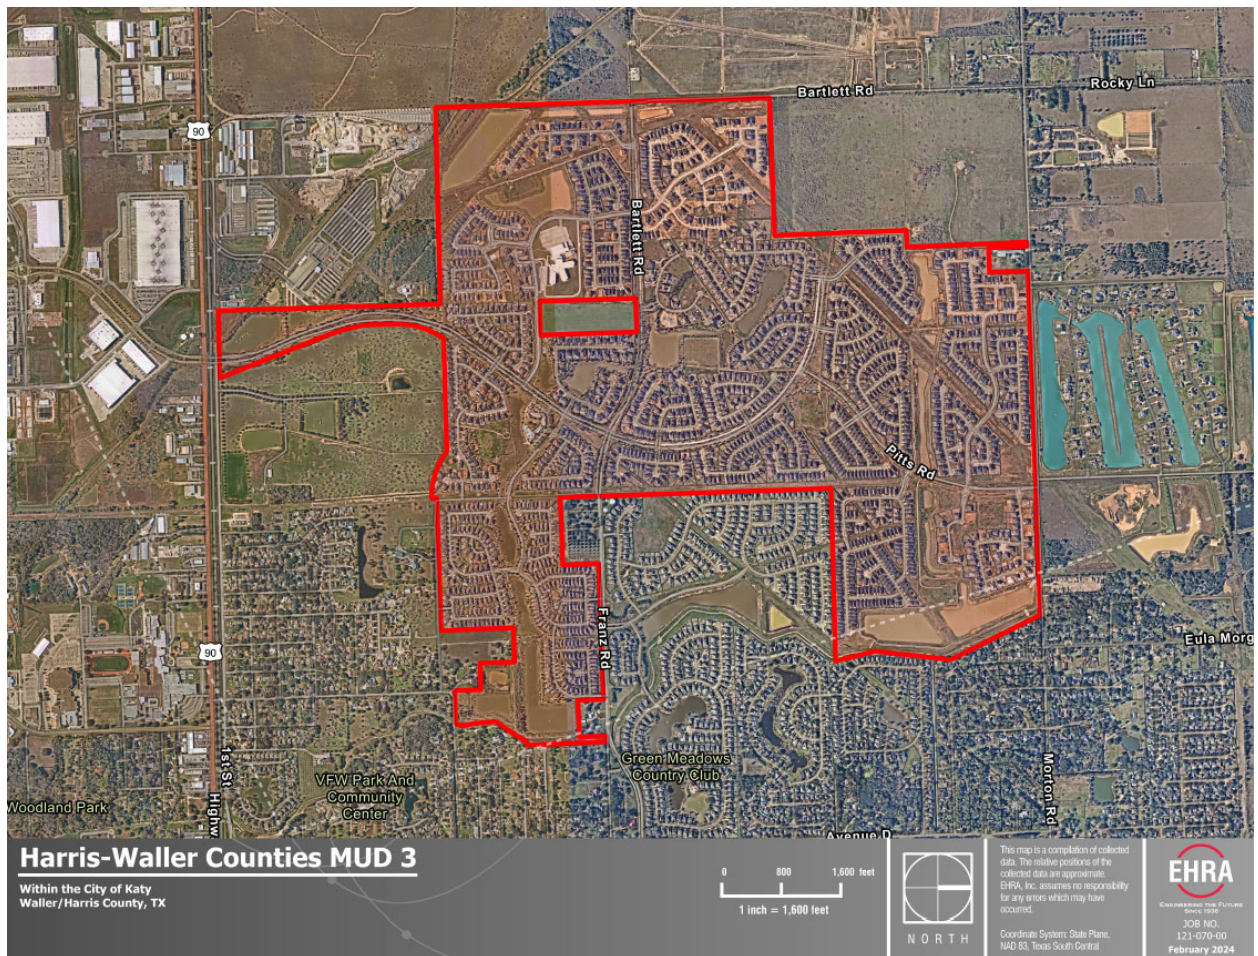 Bartlett Rd
Rocky Ln
90
Bartlett Rd
Pitts Rd
Franz Rd
90
Eula Morg
1st St
Highw
Green Meadows
Country Club
VFW Park And
Community
Center
Woodland Park
Morton Rd
Avenue D
Harris-Waller Counties MUD 3
Within the City of Katy
Waller/Harris County, TX
0 800 1,600 feet
1 inch = 1,600 feet
NORTH
This map is a compilation of collected
data. The relative positions of the
collected data are approximate.
EHRA, Inc. assumes no responsibility
for any errors which may have
occurred.
Coordinate System: State Plane,
NAD 83, Texas South Central
EHRA
ENGINEERING THE FUTURE
SINCE 1936
JOB NO.
121-070-00
February 2024